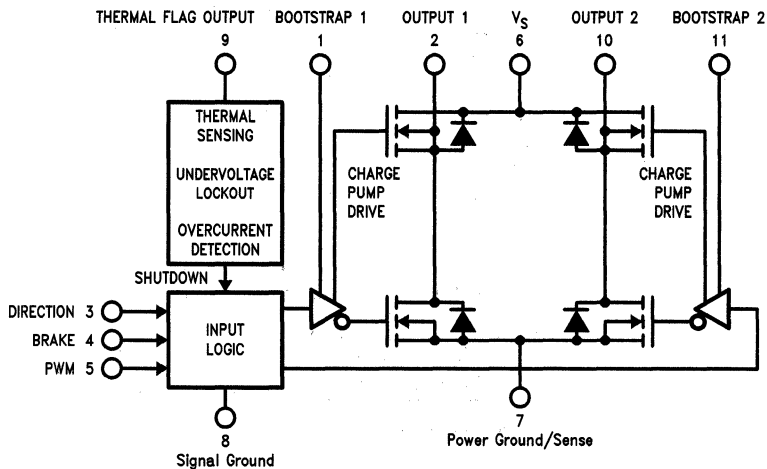 THERMAL FLAG OUTPUT
9
BOOTSTRAP 1
1
OUTPUT 1
2
VS
6
OUTPUT 2
10
BOOTSTRAP 2
11
THERMAL
SENSING
UNDERVOLTAGE
LOCKOUT
OVERCURRENT
DETECTION
CHARGE
PUMP
DRIVE
CHARGE
PUMP
DRIVE
SHUTDOWN
DIRECTION 3
BRAKE 4
PWM 5
INPUT
LOGIC
8
Signal Ground
7
Power Ground/Sense